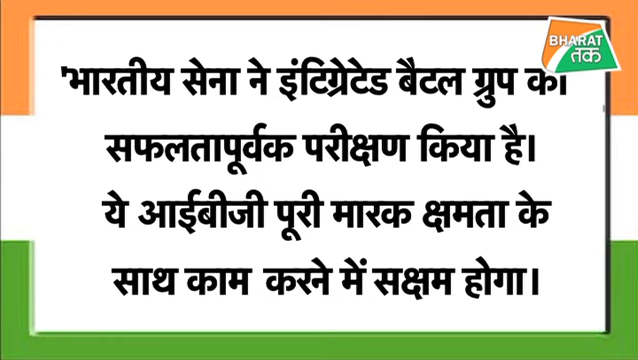 BHARAT
तक
'भारतीय सेना ने इंटिग्रेटेड बैटल ग्रुप का
सफलतापूर्वक परीक्षण किया है।
ये आईबीजी पूरी मारक क्षमता के
साथ काम करने में सक्षम होगा।